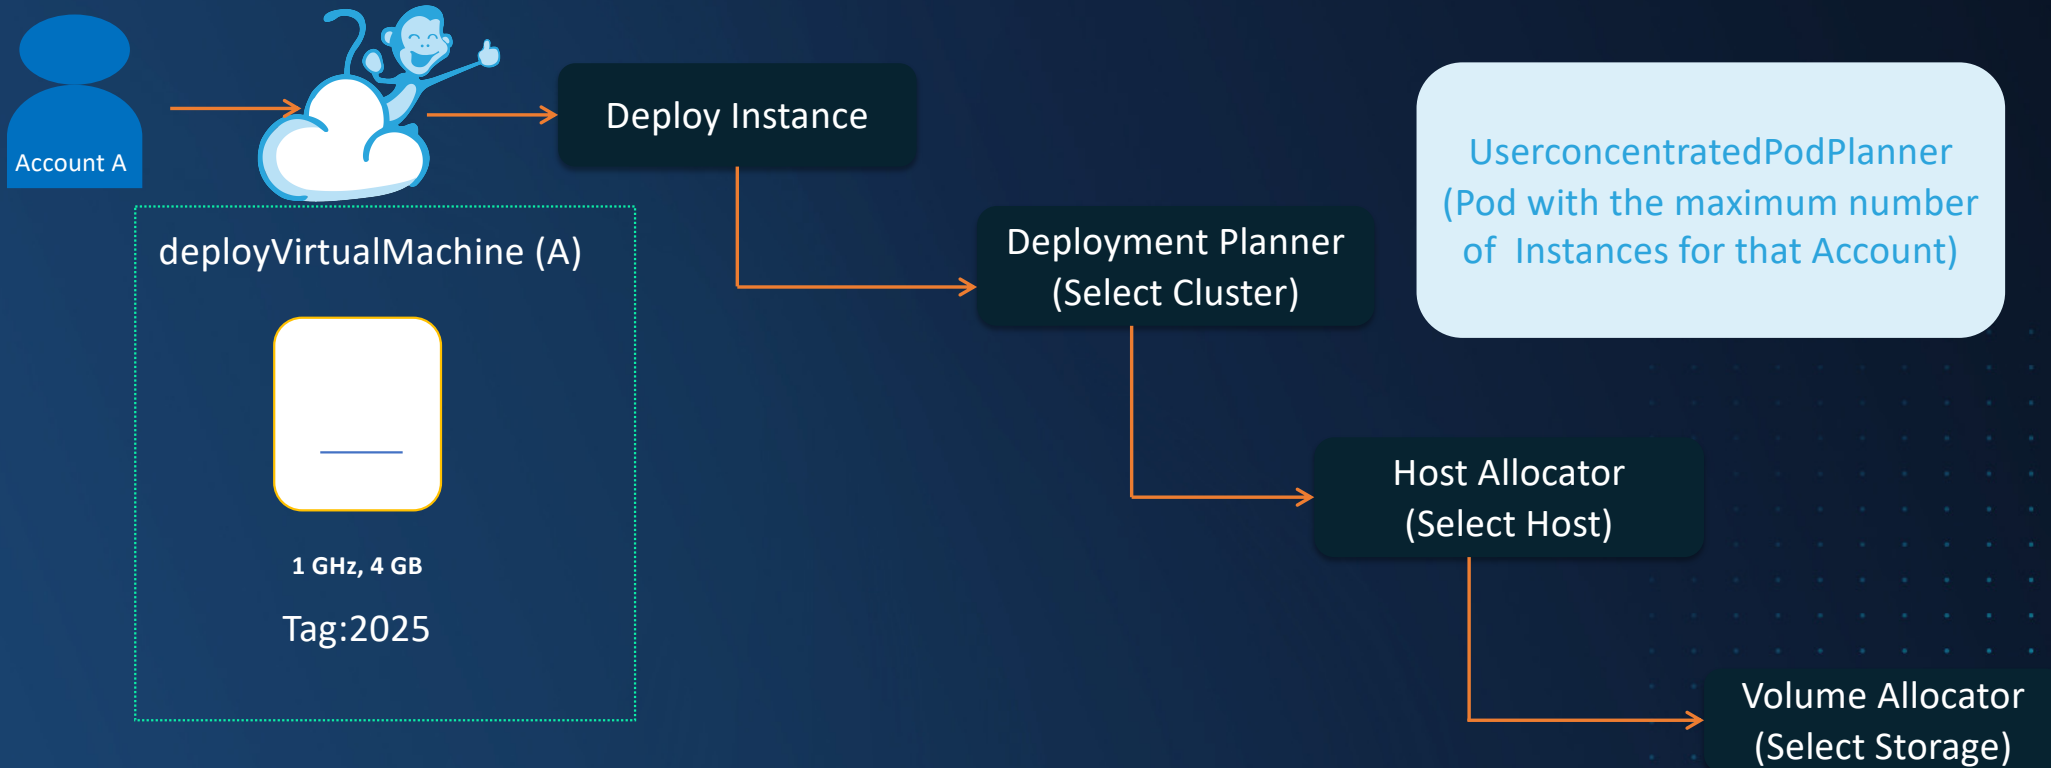 Account A
Deploy Instance
UserconcentratedPodPlanner
(Pod with the maximum number
of Instances for that Account)
deployVirtualMachine (A)
Deployment Planner
(Select Cluster)
Host Allocator
(Select Host)
1 GHz, 4 GB
Tag:2025
Volume Allocator
(Select Storage)